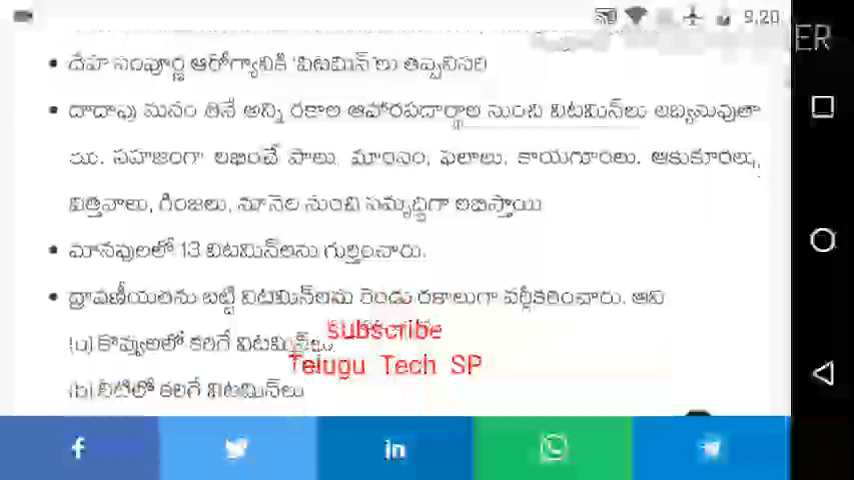 9.20
ER
• దేహ సంపూర్ణ ఆరోగ్యానికి 'విటమిన్'లు తప్పనిసరి
• దాదాపు మనం తినే అన్ని రకాల ఆహారపదార్థాల నుంచి విటమిన్‌లు లభ్యమవుతా
యి. సహజంగా లభించే పాలు, మాంసం, ఫలాలు, కాయగూరలు, ఆకుకూరలు,
విత్తనాలు, గింజలు, నూనెల నుంచి సమృద్ధిగా లభిస్తాయి
• మానవులలో 13 విటమిన్‌లను గుర్తించారు.
• ద్రావణీయతను బట్టి విటమిన్‌లను రెండు రకాలుగా వర్గీకరించారు. అవి
subscribe
(a) కొవ్వులలో కరిగే విటమిన్‌లు
Telugu Tech SP
(b) నీటిలో కరిగే విటమిన్‌లు